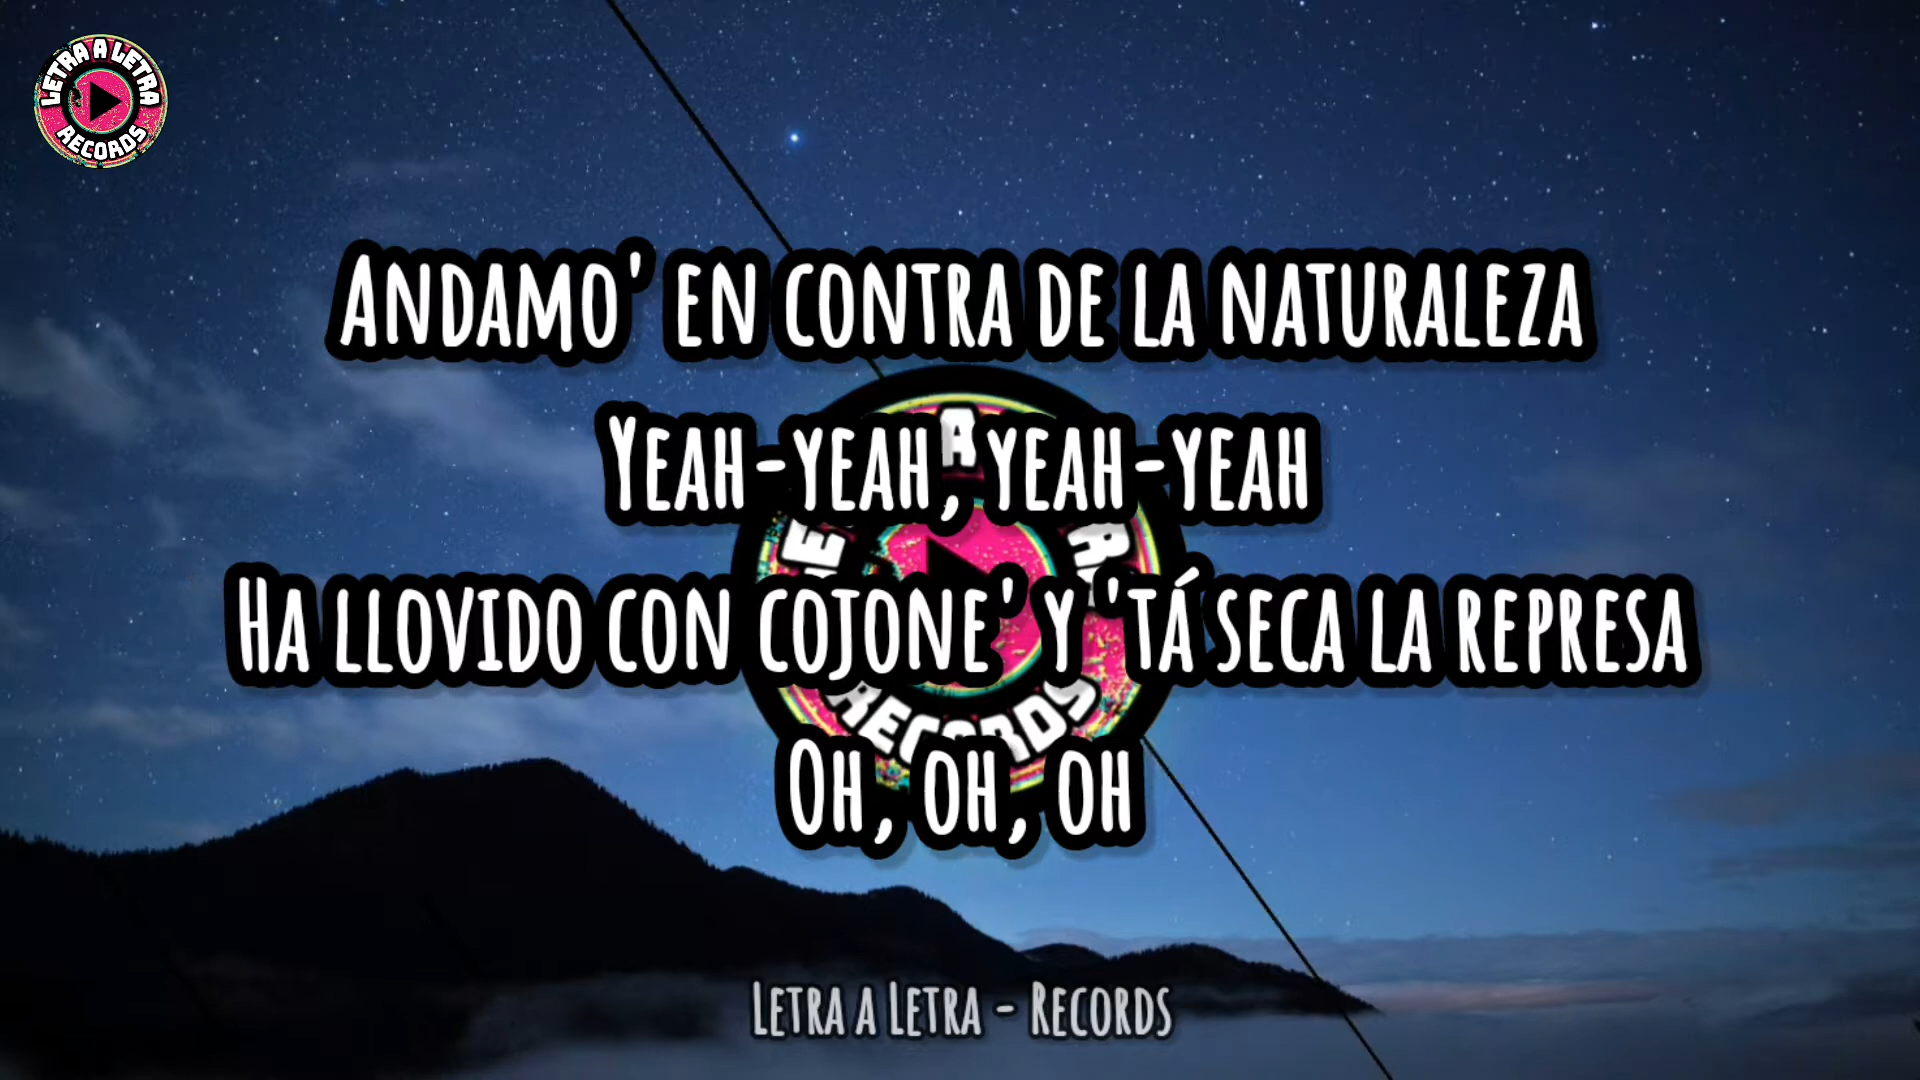 LETRA A LETRA
RECORDS
Andamo' en contra de la naturaleza
Yeah-yeah, yeah-yeah
Ha llovido con cojone' y 'tá seca la represa
Oh, oh, oh
RECORDS
Letra a Letra - Records